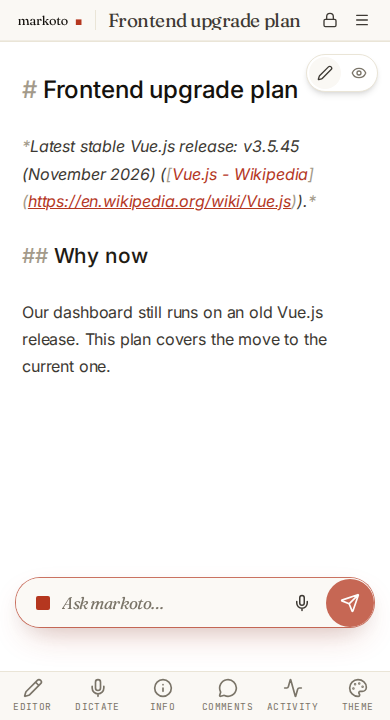 markoto
Frontend upgrade plan
# Frontend upgrade plan
*Latest stable Vue.js release: v3.5.45
(November 2026) ([Vue.js - Wikipedia]
(https://en.wikipedia.org/wiki/Vue.js)).*
## Why now
Our dashboard still runs on an old Vue.js
release. This plan covers the move to the
current one.
Ask markoto...
EDITOR DICTATE INFO COMMENTS ACTIVITY THEME